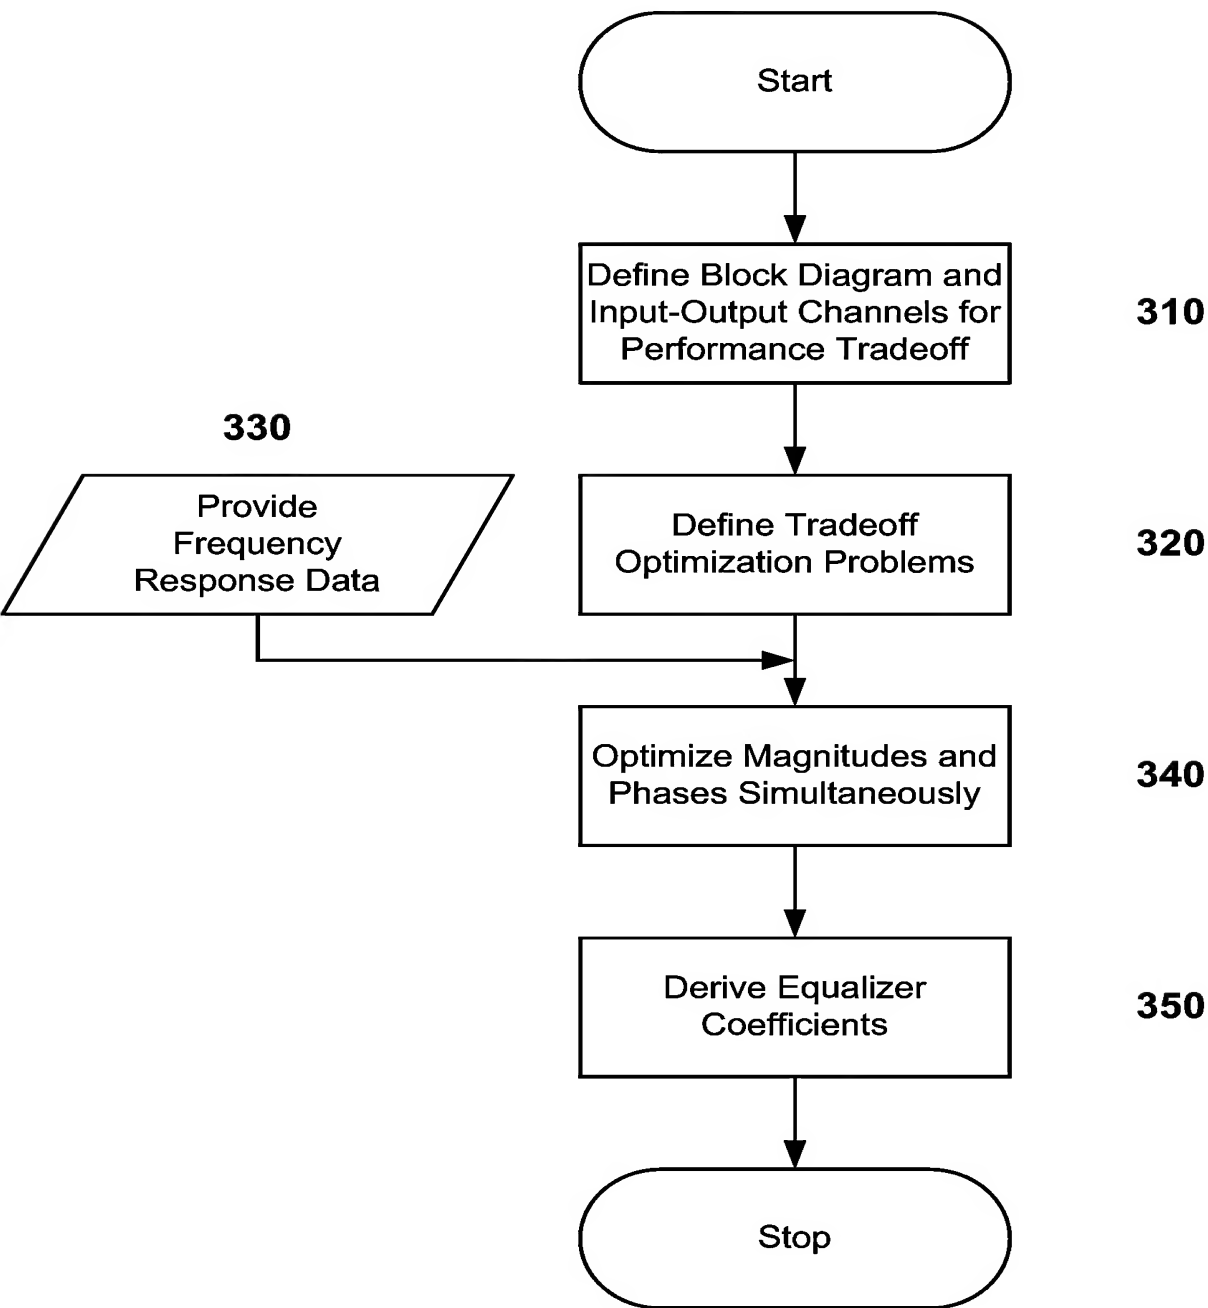 Start
Define Block Diagram and
Input-Output Channels for
Performance Tradeoff
310
330
Provide
Frequency
Response Data
Define Tradeoff
Optimization Problems
320
Optimize Magnitudes and
Phases Simultaneously
340
Derive Equalizer
Coefficients
350
Stop